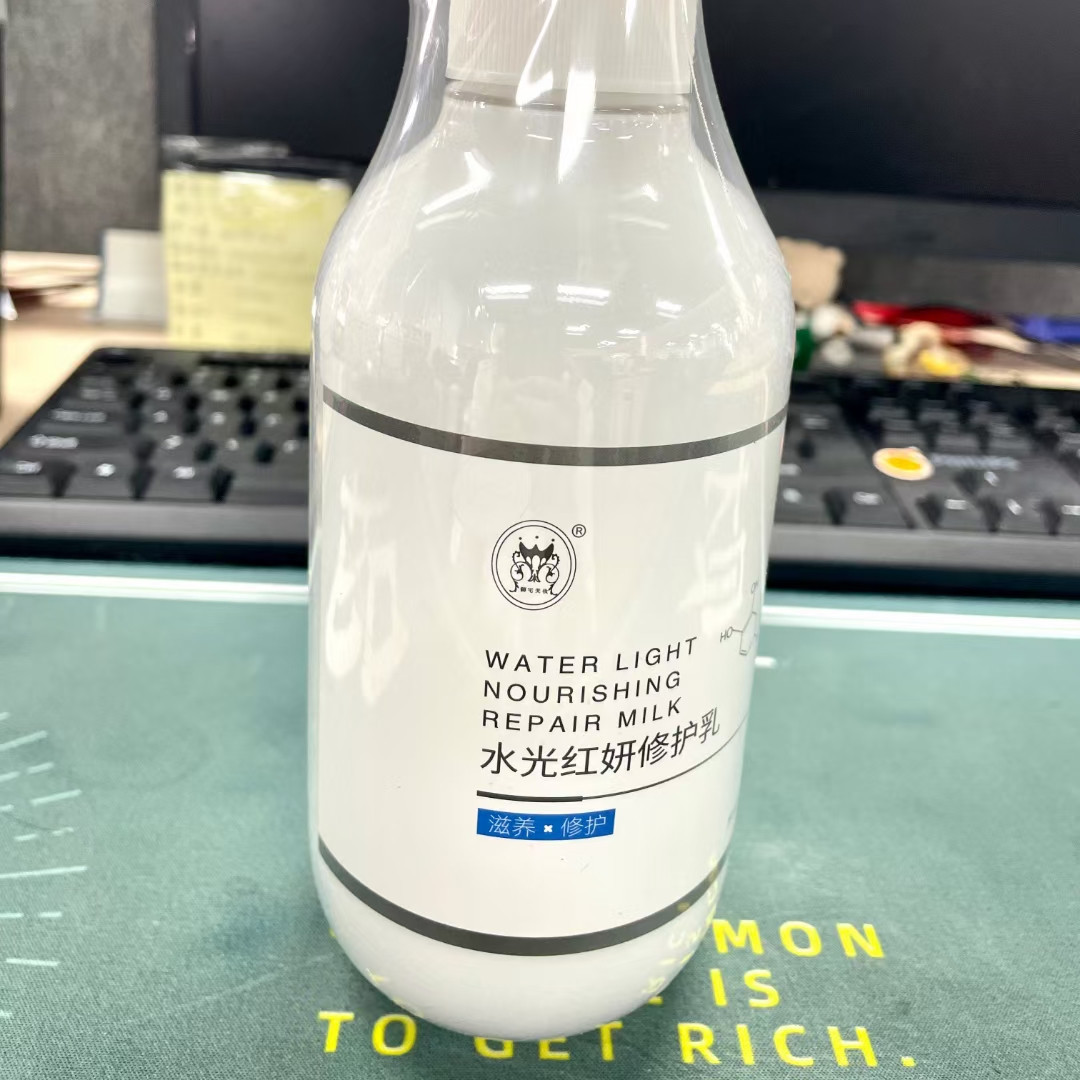 ®
WATER LIGHT
NOURISHING
REPAIR MILK
水光红妍修护乳
滋养 × 修护
HO
MON
IS
TO GET RICH.